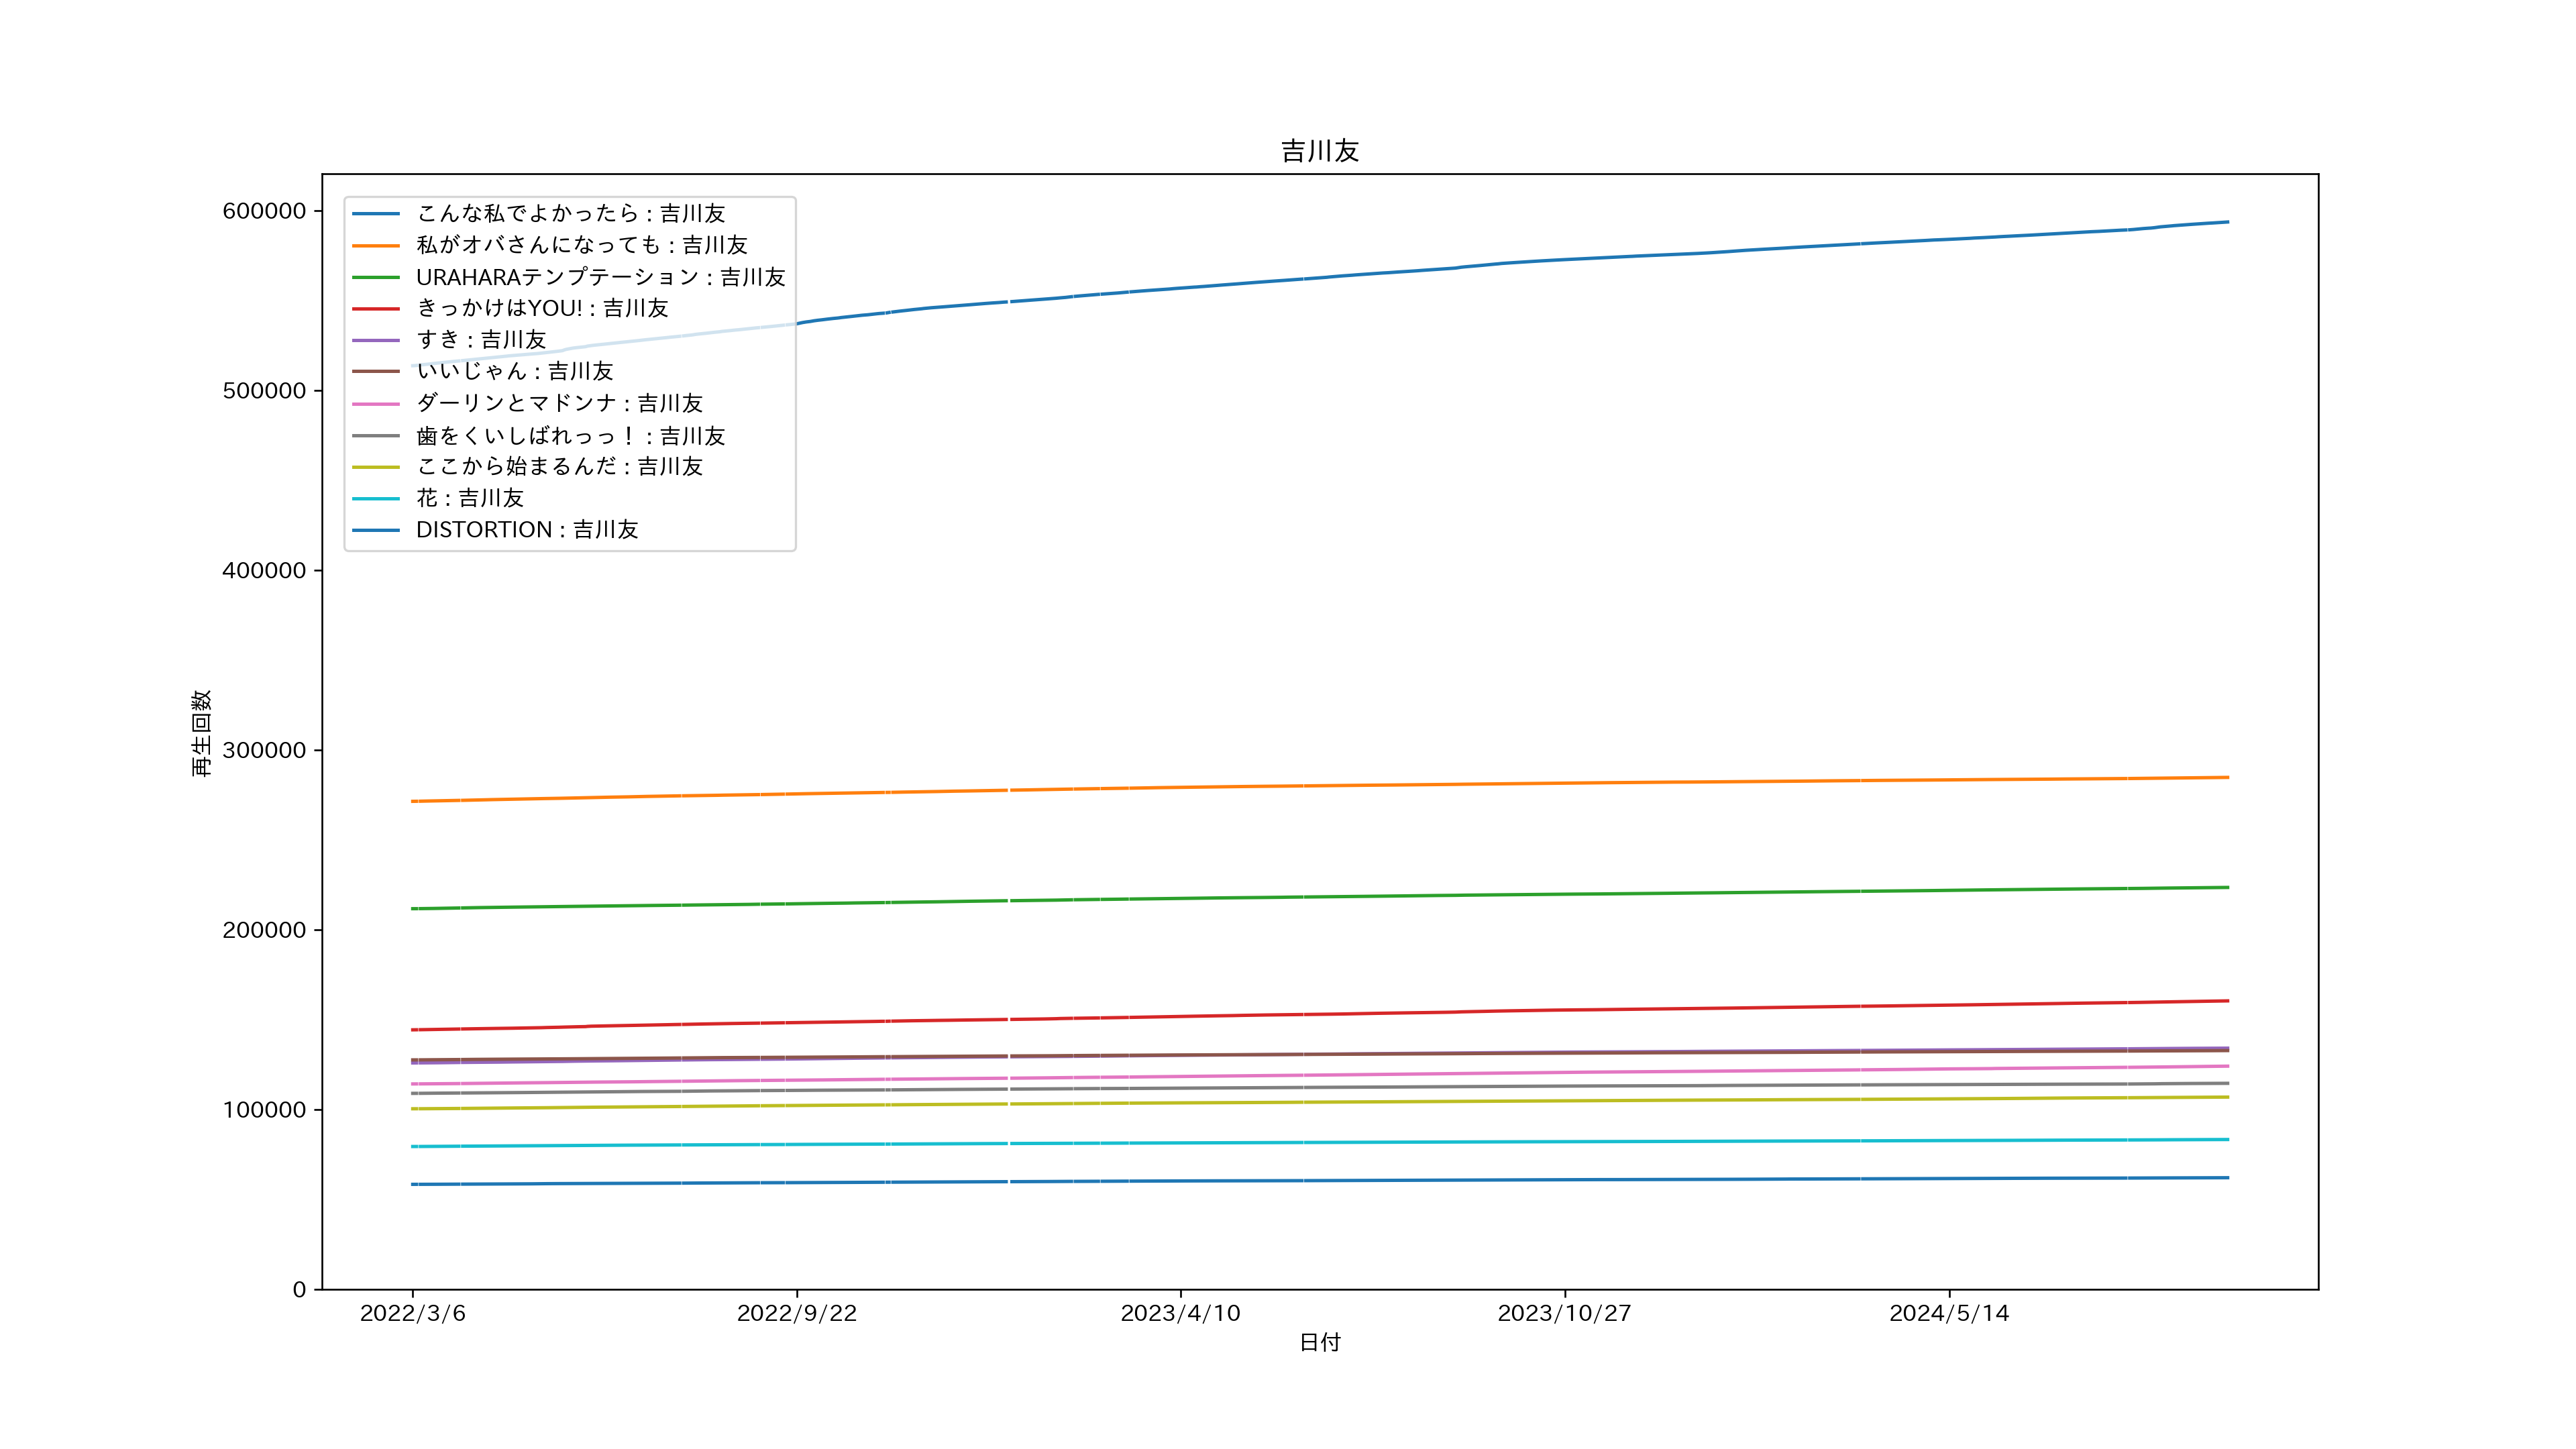 吉川友
600000
500000
400000
300000
200000
100000
0
再生回数
こんな私でよかったら : 吉川友
私がオバさんになっても : 吉川友
URAHARAテンプテーション : 吉川友
きっかけはYOU! : 吉川友
すき : 吉川友
いいじゃん : 吉川友
ダーリンとマドンナ : 吉川友
歯をくいしばれっっ！ : 吉川友
ここから始まるんだ : 吉川友
花 : 吉川友
DISTORTION : 吉川友
2022/3/6
2022/9/22
2023/4/10
2023/10/27
2024/5/14
日付